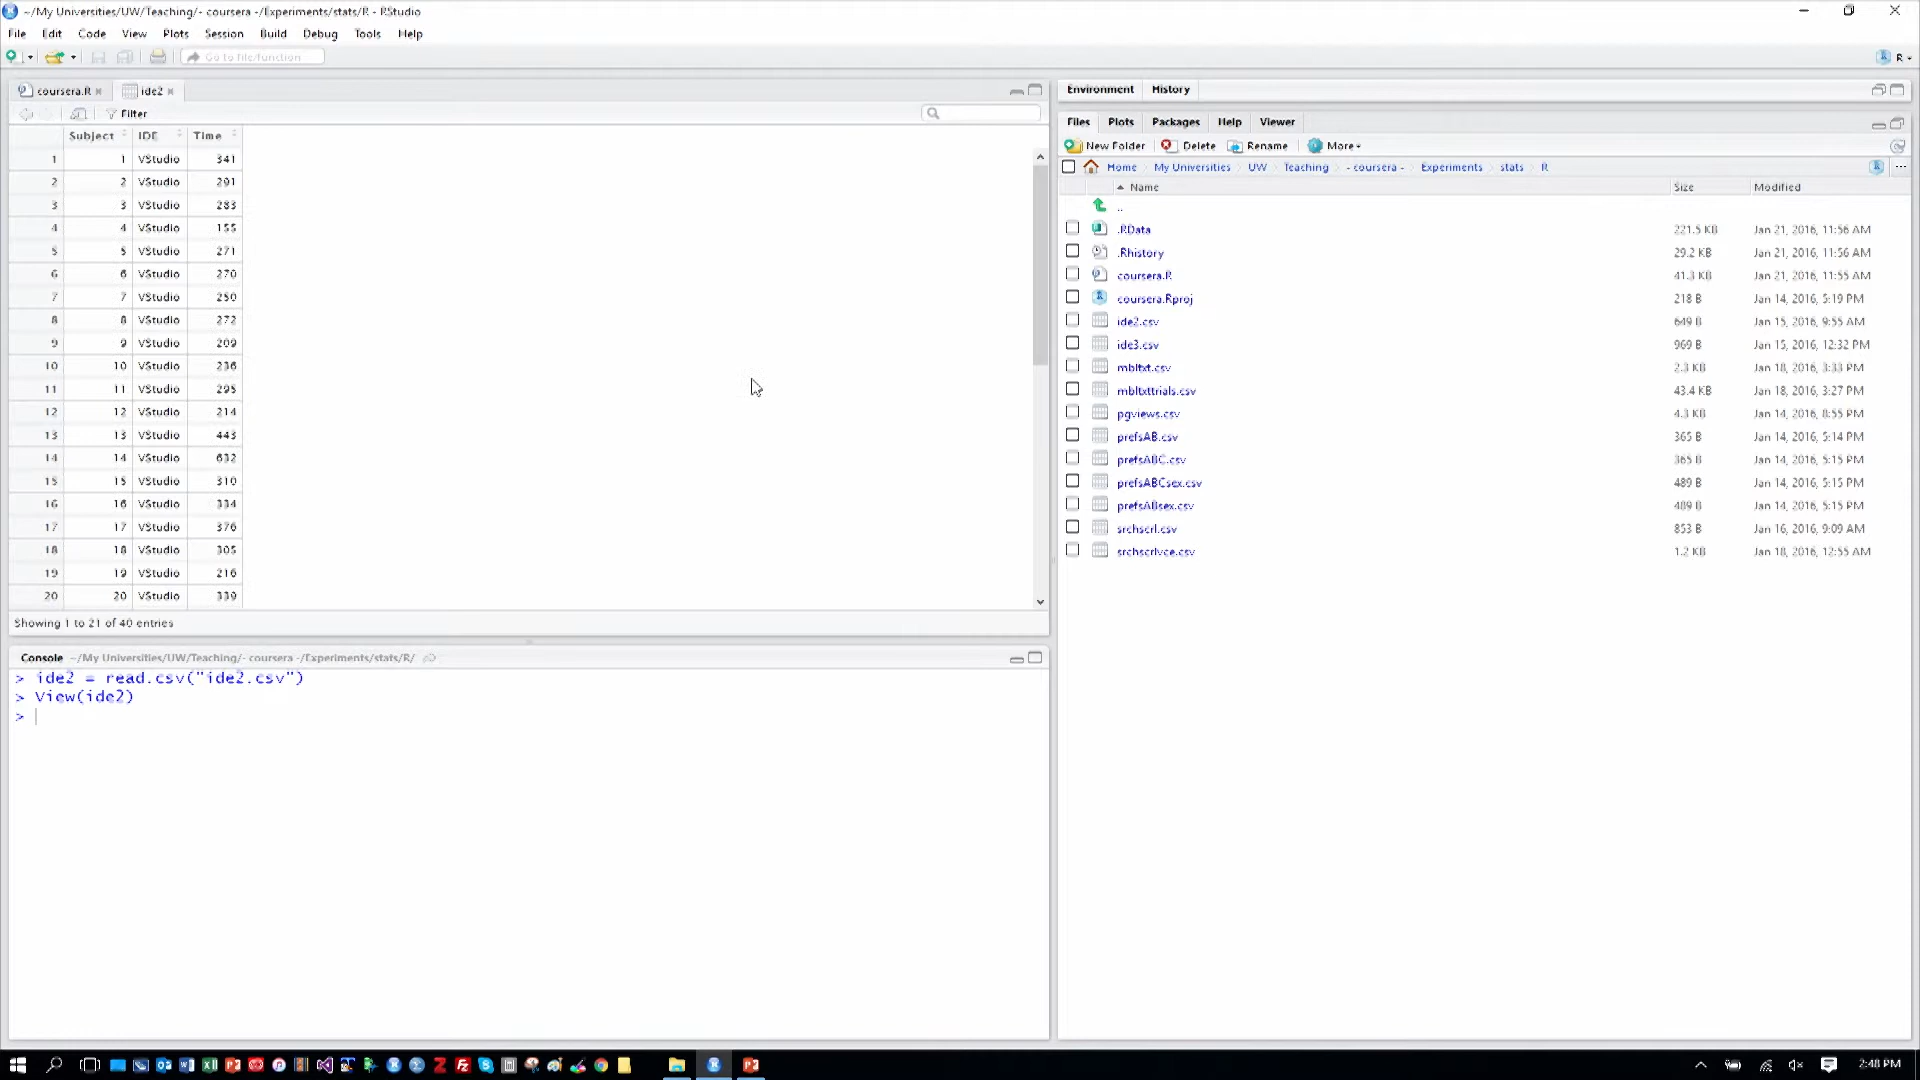 ~/My Universities/UW/Teaching/- coursera -/Experiments/stats/R - RStudio
File Edit Code View Plots Session Build Debug Tools Help
Go to file/function
R
coursera.R
ide2
Filter
Subject IDE Time
1 1 VStudio 341
2 2 VStudio 291
3 3 VStudio 283
4 4 VStudio 155
5 5 VStudio 271
6 6 VStudio 270
7 7 VStudio 250
8 8 VStudio 272
9 9 VStudio 209
10 10 VStudio 236
11 11 VStudio 295
12 12 VStudio 214
13 13 VStudio 443
14 14 VStudio 632
15 15 VStudio 310
16 16 VStudio 334
17 17 VStudio 376
18 18 VStudio 305
19 19 VStudio 216
20 20 VStudio 339
Showing 1 to 21 of 40 entries
Console ~/My Universities/UW/Teaching/- coursera -/Experiments/stats/R/
> ide2 = read.csv("ide2.csv")
> View(ide2)
>
Environment History
Files Plots Packages Help Viewer
New Folder Delete Rename More
Home My Universities UW Teaching - coursera - Experiments stats R
...
Name Size Modified
..
.RData 221.5 KB Jan 21, 2016, 11:56 AM
.Rhistory 29.2 KB Jan 21, 2016, 11:56 AM
coursera.R 41.3 KB Jan 21, 2016, 11:55 AM
coursera.Rproj 218 B Jan 14, 2016, 5:19 PM
ide2.csv 649 B Jan 15, 2016, 9:55 AM
ide3.csv 969 B Jan 15, 2016, 12:32 PM
mbltxt.csv 2.3 KB Jan 18, 2016, 3:33 PM
mbltxttrials.csv 43.4 KB Jan 18, 2016, 3:27 PM
pgviews.csv 4.3 KB Jan 14, 2016, 8:55 PM
prefsAB.csv 365 B Jan 14, 2016, 5:14 PM
prefsABC.csv 365 B Jan 14, 2016, 5:15 PM
prefsABCsex.csv 489 B Jan 14, 2016, 5:15 PM
prefsABsex.csv 489 B Jan 14, 2016, 5:15 PM
srchscrl.csv 853 B Jan 16, 2016, 9:09 AM
srchscrlvce.csv 1.2 KB Jan 18, 2016, 12:55 AM
2:48 PM